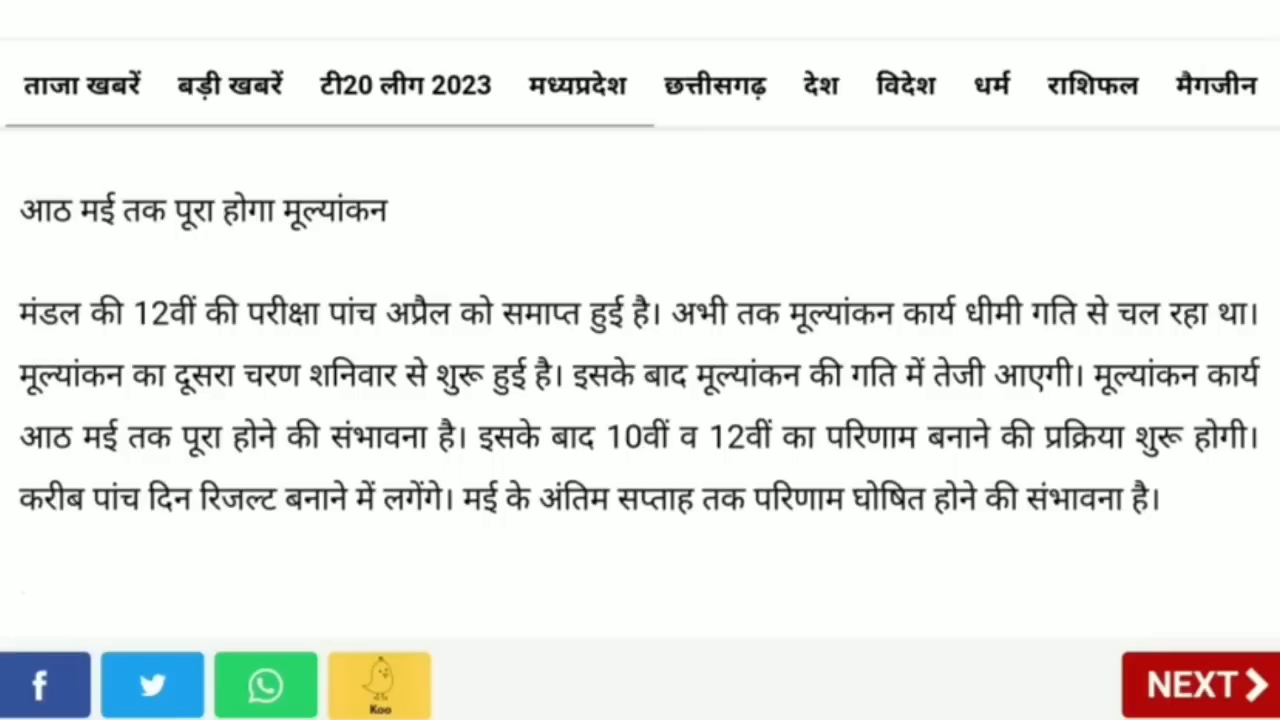 ताजा खबरें बड़ी खबरें टी20 लीग 2023 मध्यप्रदेश छत्तीसगढ़ देश विदेश धर्म राशिफल मैगजीन
आठ मई तक पूरा होगा मूल्यांकन
मंडल की 12वीं की परीक्षा पांच अप्रैल को समाप्त हुई है। अभी तक मूल्यांकन कार्य धीमी गति से चल रहा था।
मूल्यांकन का दूसरा चरण शनिवार से शुरू हुई है। इसके बाद मूल्यांकन की गति में तेजी आएगी। मूल्यांकन कार्य
आठ मई तक पूरा होने की संभावना है। इसके बाद 10वीं व 12वीं का परिणाम बनाने की प्रक्रिया शुरू होगी।
करीब पांच दिन रिजल्ट बनाने में लगेंगे। मई के अंतिम सप्ताह तक परिणाम घोषित होने की संभावना है।
f Koo NEXT